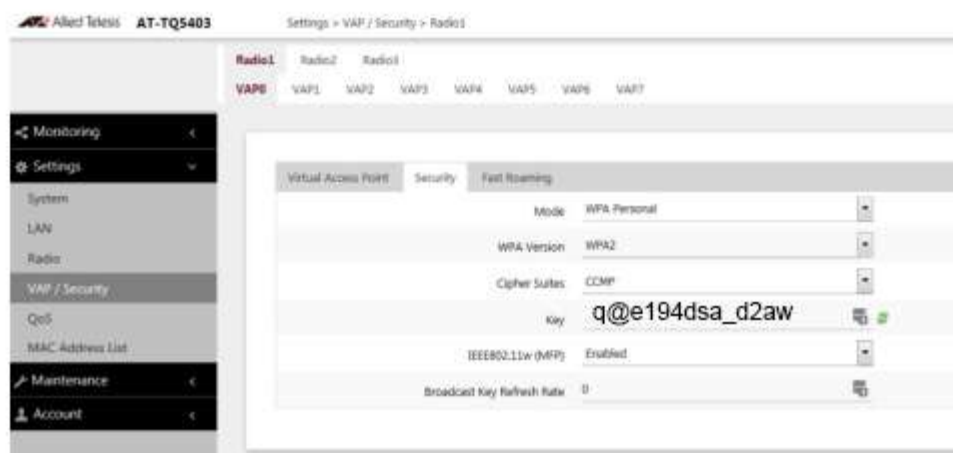 Allied Telesis AT-TQ5403 Settings > VAP / Security > Radio1
Radio1 Radio2 Radio3
VAP0 VAP1 VAP2 VAP3 VAP4 VAP5 VAP6 VAP7
Monitoring
Settings
System
LAN
Radio
VAP / Security
QoS
MAC Address List
Maintenance
Account
Virtual Access Point Security Fast Roaming
Mode WPA Personal
WPA Version WPA2
Cipher Suites CCMP
Key q@e194dsa_d2aw
IEEE802.11w (MFP) Enabled
Broadcast Key Refresh Rate 0